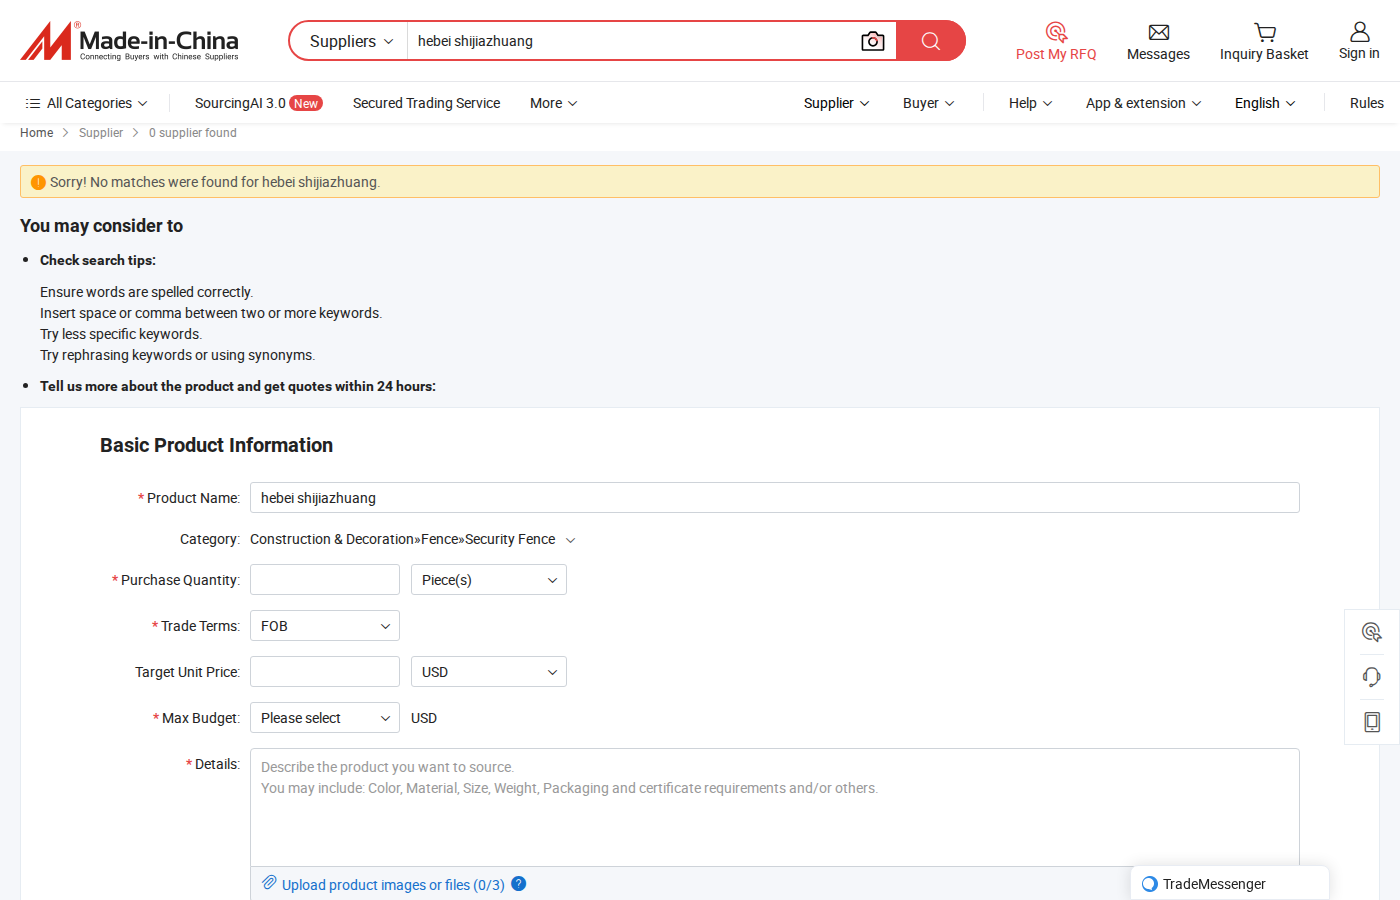 Made-in-China®
Connecting Buyers with Chinese Suppliers
Suppliers
hebei shijiazhuang
Post My RFQ
Messages
Inquiry Basket
Sign in
All Categories
SourcingAI 3.0 New
Secured Trading Service
More
Supplier
Buyer
Help
App & extension
English
Rules
Home
Supplier
0 supplier found
Sorry! No matches were found for hebei shijiazhuang.
You may consider to
Check search tips:
Ensure words are spelled correctly.
Insert space or comma between two or more keywords.
Try less specific keywords.
Try rephrasing keywords or using synonyms.
Tell us more about the product and get quotes within 24 hours:
Basic Product Information
* Product Name: hebei shijiazhuang
Category: Construction & Decoration»Fence»Security Fence
* Purchase Quantity: Piece(s)
* Trade Terms: FOB
Target Unit Price: USD
* Max Budget: Please select USD
* Details: Describe the product you want to source.
You may include: Color, Material, Size, Weight, Packaging and certificate requirements and/or others.
Upload product images or files (0/3) ?
TradeMessenger